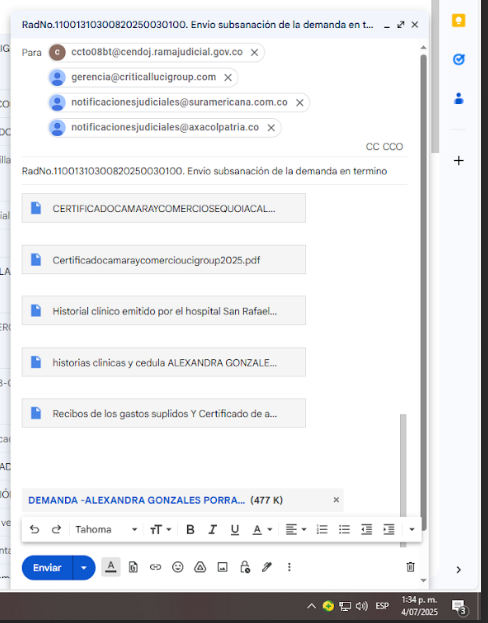 RadNo.11001310300820250030100. Envio subsanación de la demanda en t...
Para
c ccto08bt@cendoj.ramajudicial.gov.co
gerencia@criticallucigroup.com
notificacionesjudiciales@suramericana.com.co
notificacionesjudiciales@axacolpatria.co
CC CCO
RadNo.11001310300820250030100. Envio subsanación de la demanda en termino
CERTIFICADOCAMARAYCOMERCIOSEQUOIACAL...
Certificadocamaraycomercioucigroup2025.pdf
Historial clínico emitido por el hospital San Rafael...
historias clinicas y cedula ALEXANDRA GONZALE...
Recibos de los gastos suplidos Y Certificado de a...
DEMANDA -ALEXANDRA GONZALES PORRA... (477 K)
Tahoma
B I U A
Enviar
A
ESP
1:34 p. m.
4/07/2025
3